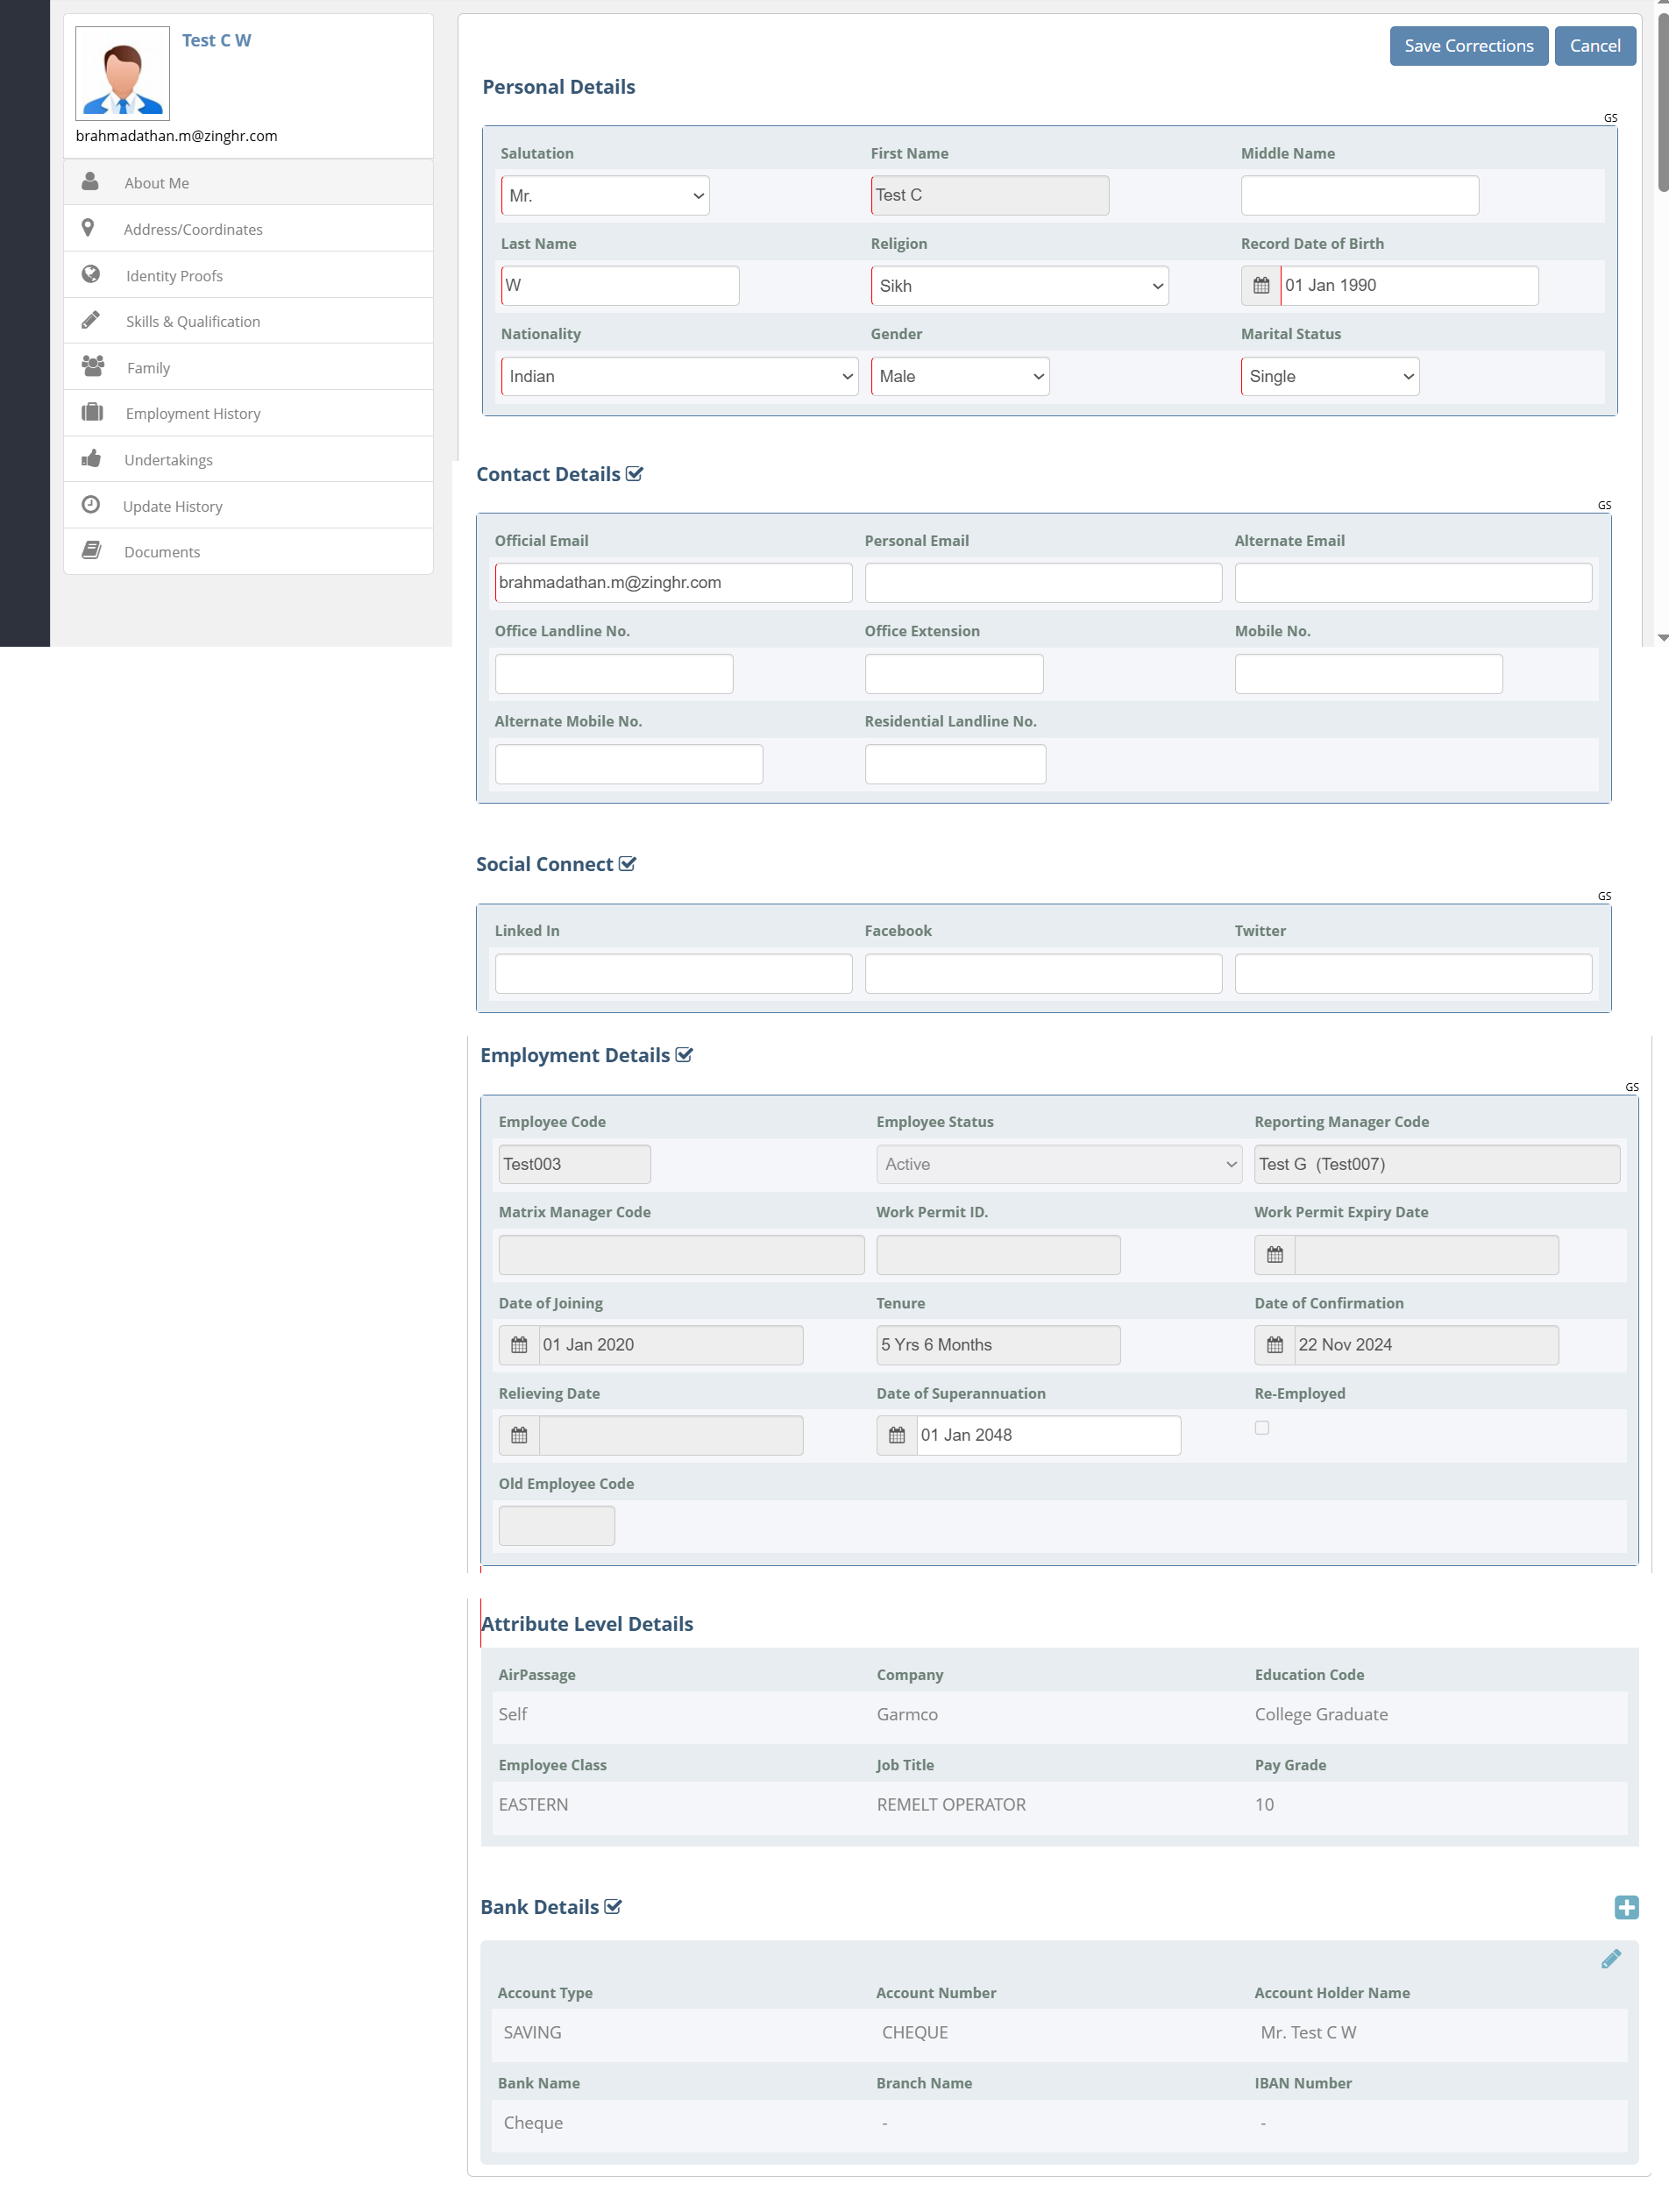 Test C W
brahmadathan.m@zinghr.com
About Me
Address/Coordinates
Identity Proofs
Skills & Qualification
Family
Employment History
Undertakings
Update History
Documents
Save Corrections Cancel
Personal Details
GS
Salutation First Name Middle Name
Mr. Test C
Last Name Religion Record Date of Birth
W Sikh 01 Jan 1990
Nationality Gender Marital Status
Indian Male Single
Contact Details
GS
Official Email Personal Email Alternate Email
brahmadathan.m@zinghr.com
Office Landline No. Office Extension Mobile No.
Alternate Mobile No. Residential Landline No.
Social Connect
GS
Linked In Facebook Twitter
Employment Details
GS
Employee Code Employee Status Reporting Manager Code
Test003 Active Test G (Test007)
Matrix Manager Code Work Permit ID. Work Permit Expiry Date
Date of Joining Tenure Date of Confirmation
01 Jan 2020 5 Yrs 6 Months 22 Nov 2024
Relieving Date Date of Superannuation Re-Employed
01 Jan 2048
Old Employee Code
Attribute Level Details
AirPassage Company Education Code
Self Garmco College Graduate
Employee Class Job Title Pay Grade
EASTERN REMELT OPERATOR 10
Bank Details
Account Type Account Number Account Holder Name
SAVING CHEQUE Mr. Test C W
Bank Name Branch Name IBAN Number
Cheque - -